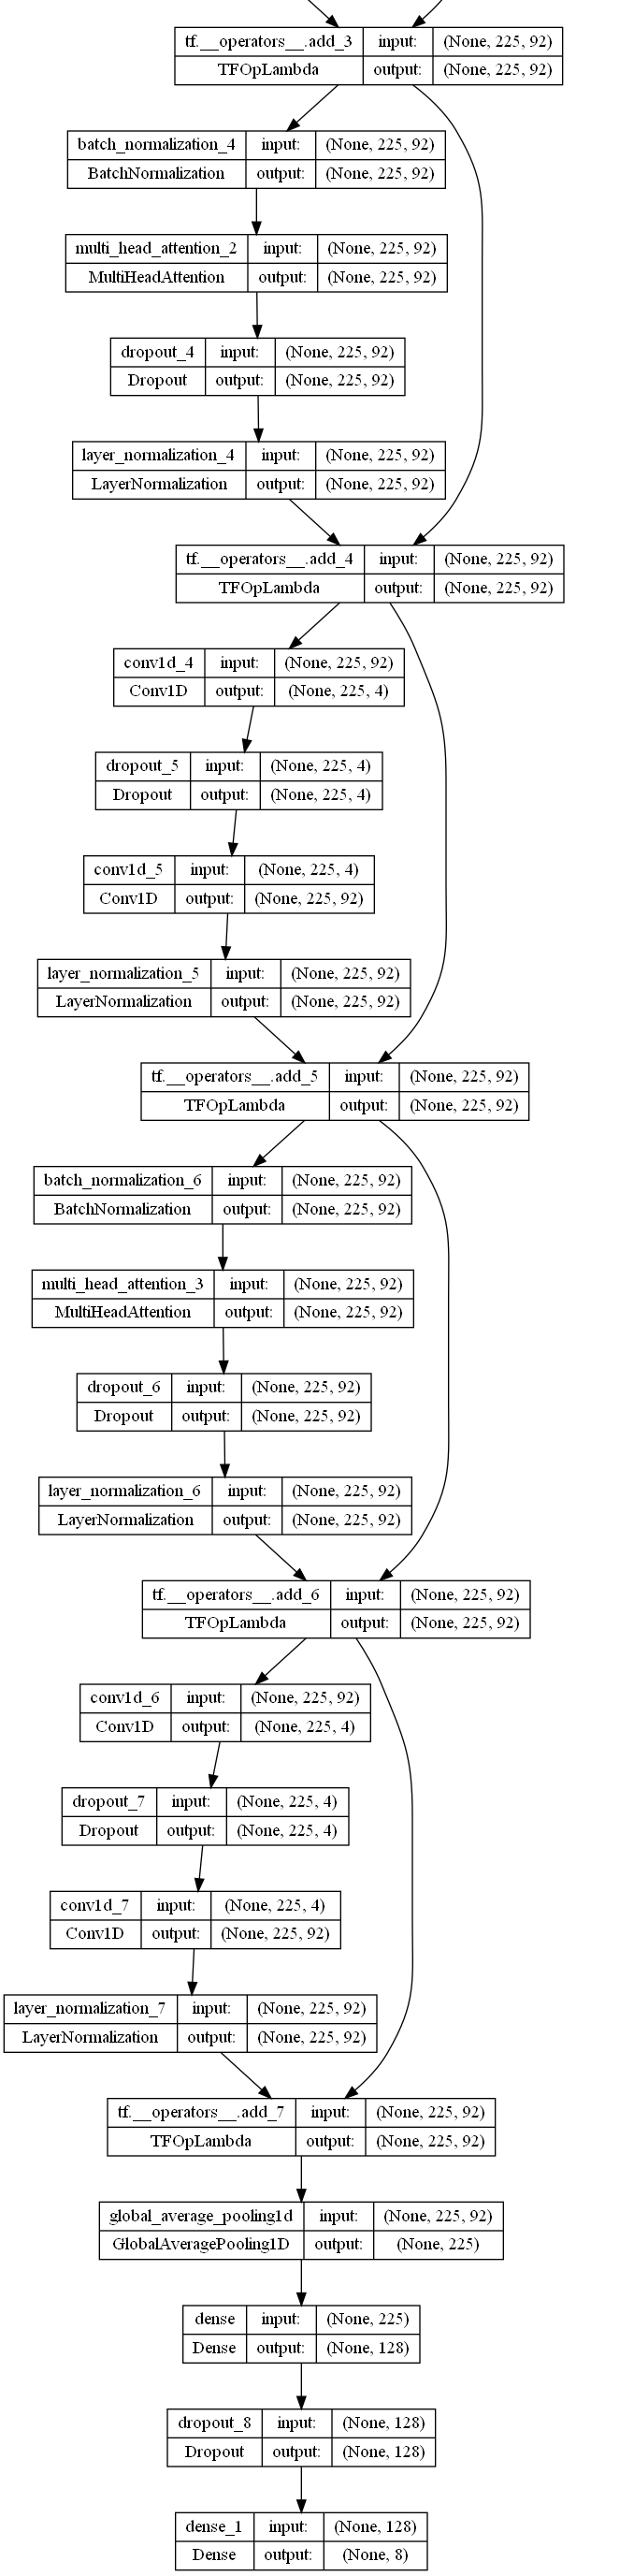 tf.__operators__.add_3 input: (None, 225, 92)
TFOpLambda output: (None, 225, 92)
batch_normalization_4 input: (None, 225, 92)
BatchNormalization output: (None, 225, 92)
multi_head_attention_2 input: (None, 225, 92)
MultiHeadAttention output: (None, 225, 92)
dropout_4 input: (None, 225, 92)
Dropout output: (None, 225, 92)
layer_normalization_4 input: (None, 225, 92)
LayerNormalization output: (None, 225, 92)
tf.__operators__.add_4 input: (None, 225, 92)
TFOpLambda output: (None, 225, 92)
conv1d_4 input: (None, 225, 92)
Conv1D output: (None, 225, 4)
dropout_5 input: (None, 225, 4)
Dropout output: (None, 225, 4)
conv1d_5 input: (None, 225, 4)
Conv1D output: (None, 225, 92)
layer_normalization_5 input: (None, 225, 92)
LayerNormalization output: (None, 225, 92)
tf.__operators__.add_5 input: (None, 225, 92)
TFOpLambda output: (None, 225, 92)
batch_normalization_6 input: (None, 225, 92)
BatchNormalization output: (None, 225, 92)
multi_head_attention_3 input: (None, 225, 92)
MultiHeadAttention output: (None, 225, 92)
dropout_6 input: (None, 225, 92)
Dropout output: (None, 225, 92)
layer_normalization_6 input: (None, 225, 92)
LayerNormalization output: (None, 225, 92)
tf.__operators__.add_6 input: (None, 225, 92)
TFOpLambda output: (None, 225, 92)
conv1d_6 input: (None, 225, 92)
Conv1D output: (None, 225, 4)
dropout_7 input: (None, 225, 4)
Dropout output: (None, 225, 4)
conv1d_7 input: (None, 225, 4)
Conv1D output: (None, 225, 92)
layer_normalization_7 input: (None, 225, 92)
LayerNormalization output: (None, 225, 92)
tf.__operators__.add_7 input: (None, 225, 92)
TFOpLambda output: (None, 225, 92)
global_average_pooling1d input: (None, 225, 92)
GlobalAveragePooling1D output: (None, 225)
dense input: (None, 225)
Dense output: (None, 128)
dropout_8 input: (None, 128)
Dropout output: (None, 128)
dense_1 input: (None, 128)
Dense output: (None, 8)